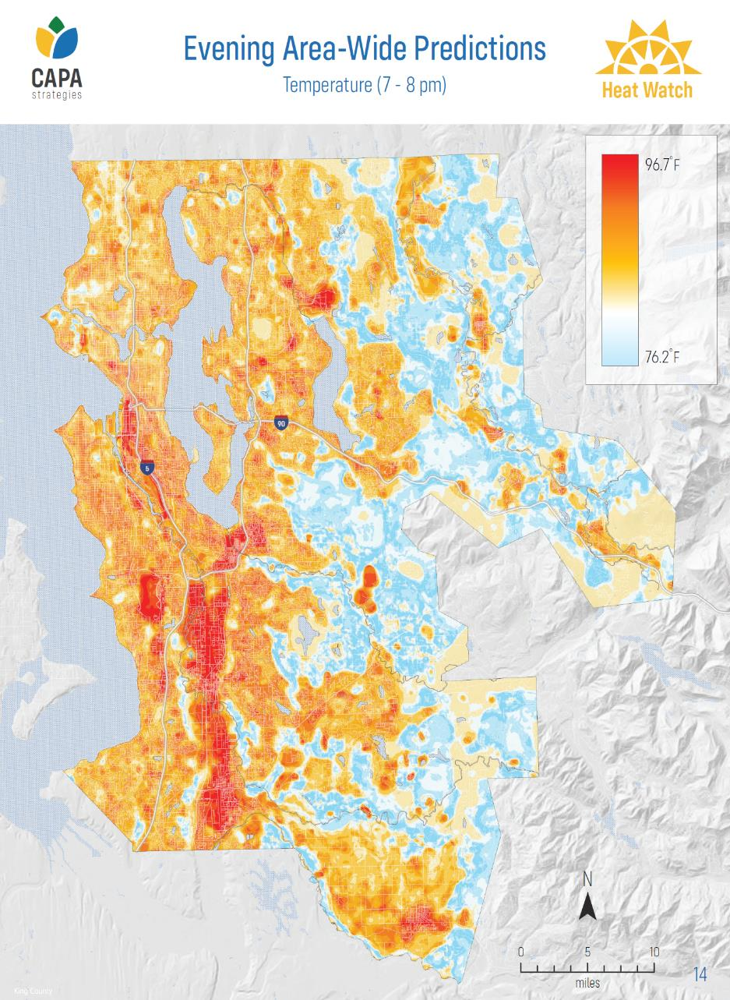 CAPA
strategies
Evening Area-Wide Predictions
Temperature (7 - 8 pm)
Heat Watch
96.7°F
76.2°F
90
5
N
0 5 10
miles
14
King County